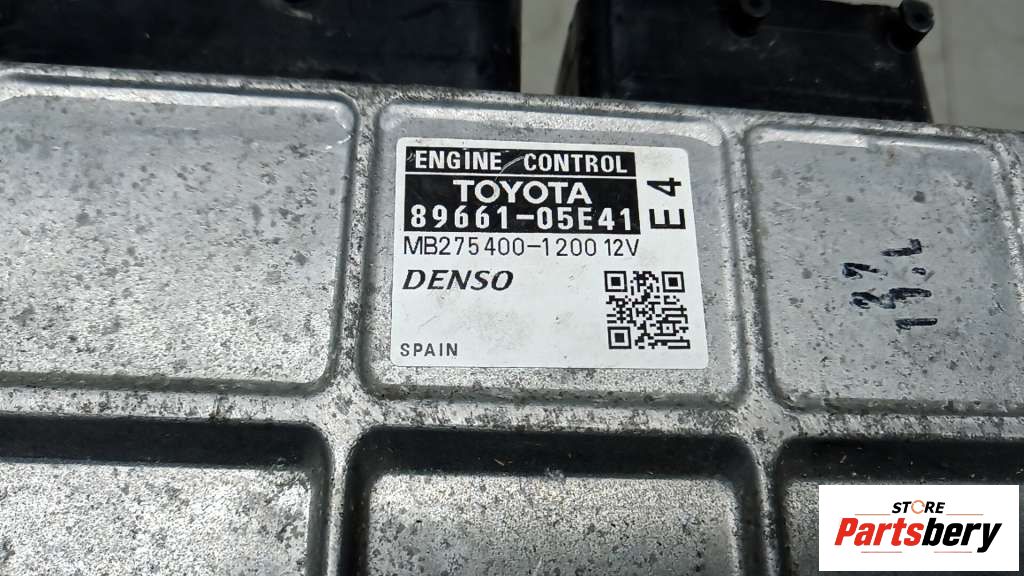 ENGINE CONTROL
TOYOTA
89661-05E41
E4
MB275400-1200 12V
DENSO
SPAIN
STORE
Partsbery